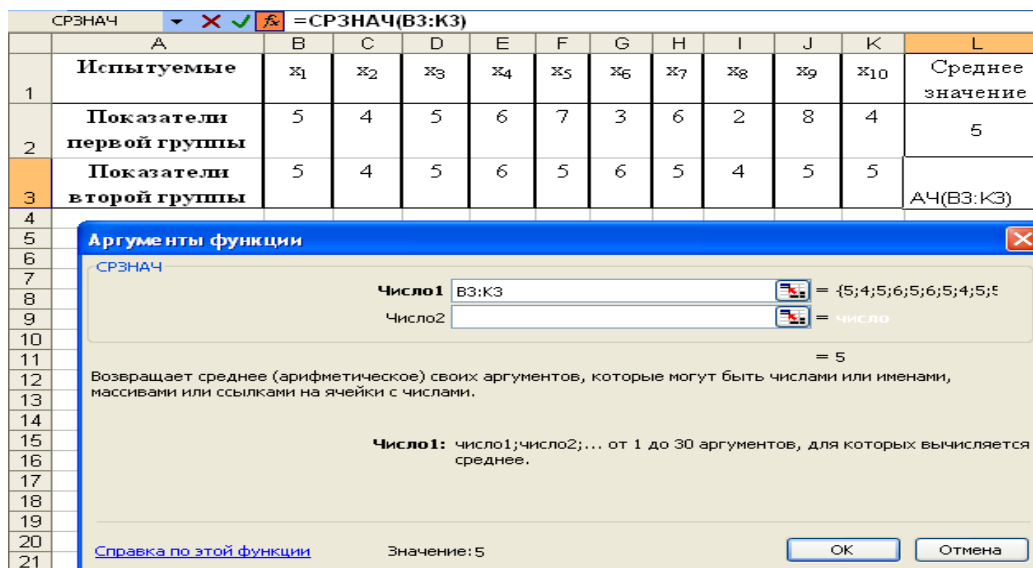 СРЗНАЧ =СРЗНАЧ(B3:K3)
A B C D E F G H I J K L
1 Испытуемые x1 x2 x3 x4 x5 x6 x7 x8 x9 x10 Среднее значение
2 Показатели первой группы 5 4 5 6 7 3 6 2 8 4 5
3 Показатели второй группы 5 4 5 6 5 6 5 4 5 5 АЧ(B3:K3)
4
5 Аргументы функции
6 СРЗНАЧ
7
8 Число1 B3:K3 = {5;4;5;6;5;6;5;4;5;5
9 Число2 = число
10
11 = 5
12 Возвращает среднее (арифметическое) своих аргументов, которые могут быть числами или именами,
13 массивами или ссылками на ячейки с числами.
14
15 Число1: число1;число2;... от 1 до 30 аргументов, для которых вычисляется
16 среднее.
17
18
19
20 Справка по этой функции Значение:5 ОК Отмена
21